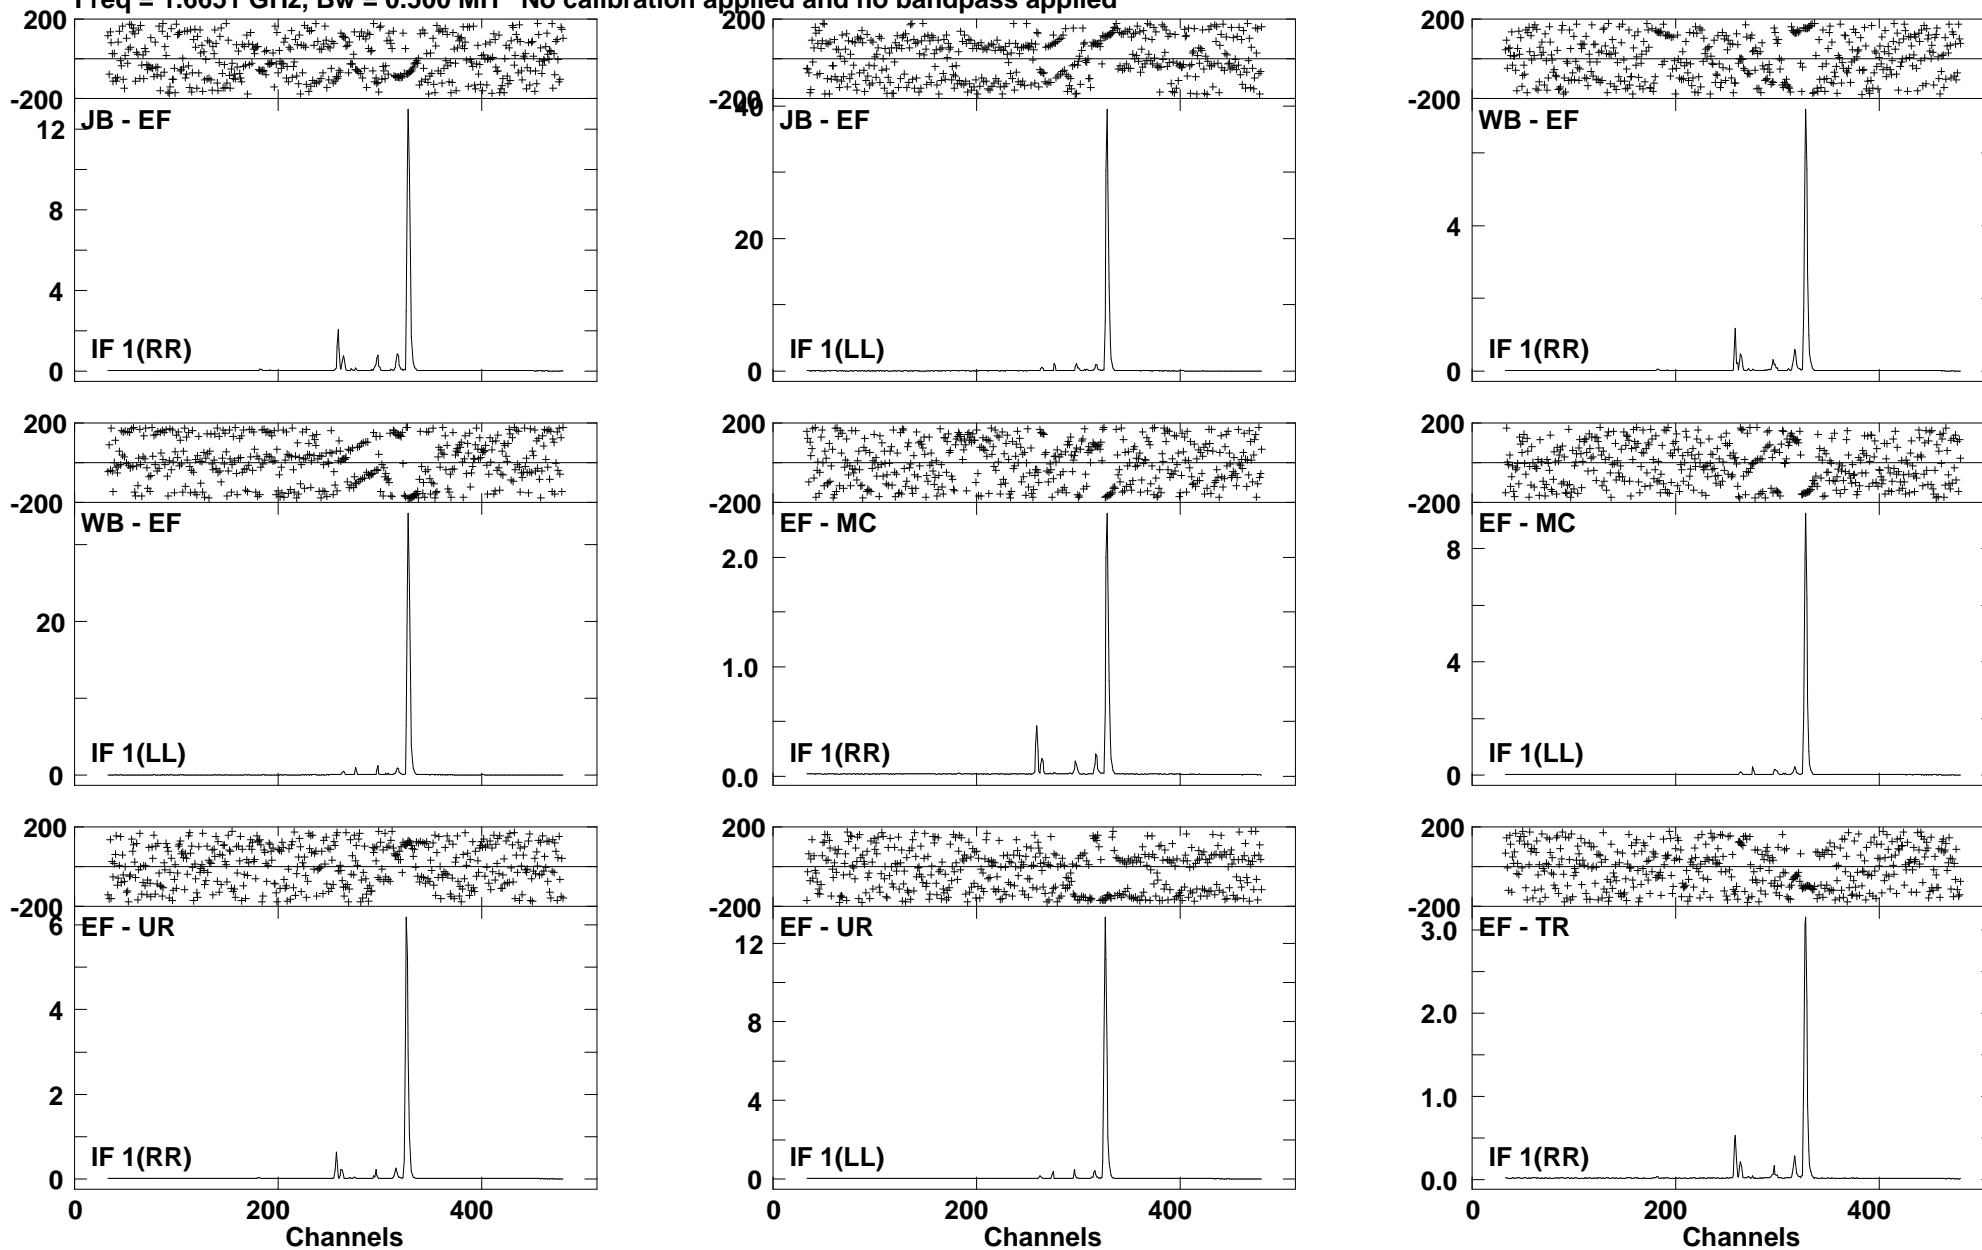 Freq = 1.6651 GHz, Bw = 0.500 MH No calibration applied and no bandpass applied
200 200 200
-200 -200 -200
12 40
JB - EF JB - EF WB - EF
8 20 4
4
IF 1(RR) IF 1(LL) IF 1(RR)
0 0 0
200 200 200
-200 -200 -200
WB - EF EF - MC EF - MC
2.0 8
20
1.0 4
IF 1(LL) IF 1(RR) IF 1(LL)
0 0.0 0
200 200 200
-200 -200 -200
6 12 3.0
EF - UR EF - UR EF - TR
4 8 2.0
2 4 1.0
IF 1(RR) IF 1(LL) IF 1(RR)
0 0 0.0
0 200 400 0 200 400 0 200 400
Channels Channels Channels